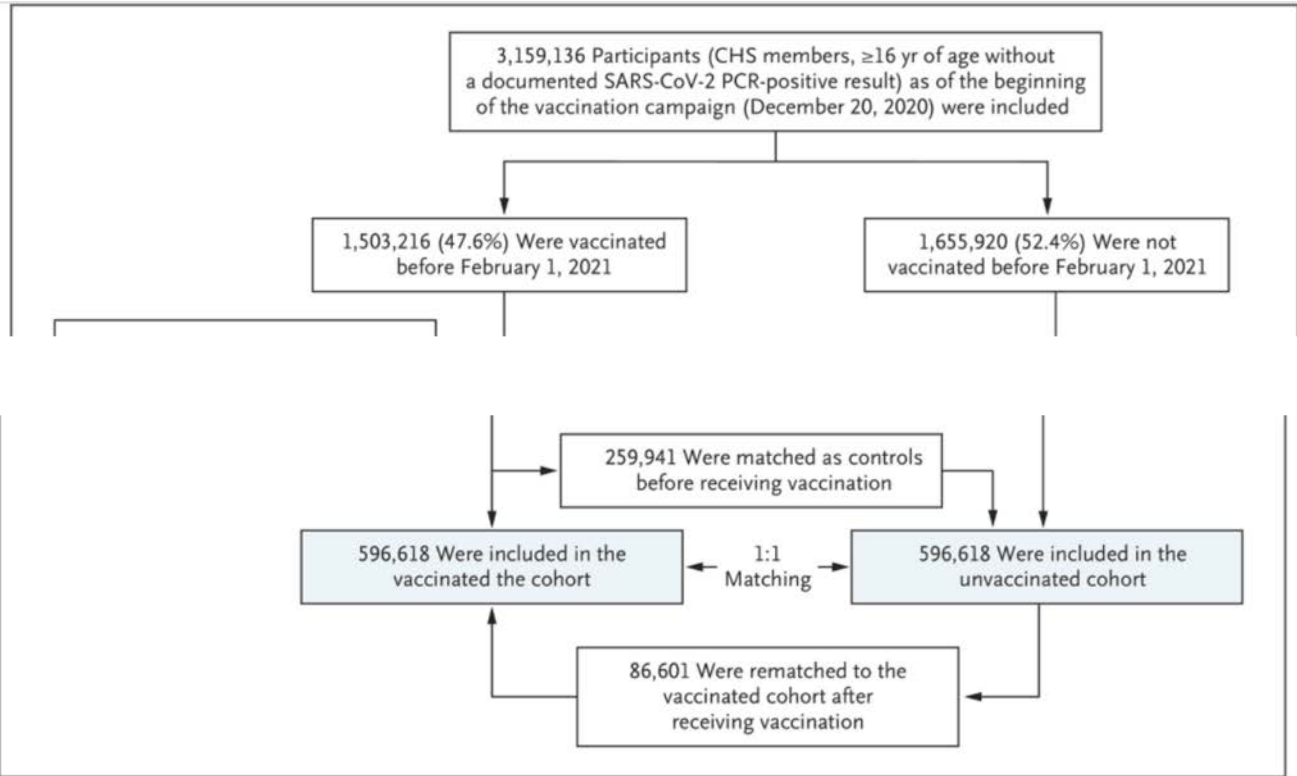 3,159,136 Participants (CHS members, ≥16 yr of age without
a documented SARS-CoV-2 PCR-positive result) as of the beginning
of the vaccination campaign (December 20, 2020) were included
1,503,216 (47.6%) Were vaccinated
before February 1, 2021
1,655,920 (52.4%) Were not
vaccinated before February 1, 2021
259,941 Were matched as controls
before receiving vaccination
596,618 Were included in the
vaccinated the cohort
1:1
Matching
596,618 Were included in the
unvaccinated cohort
86,601 Were rematched to the
vaccinated cohort after
receiving vaccination